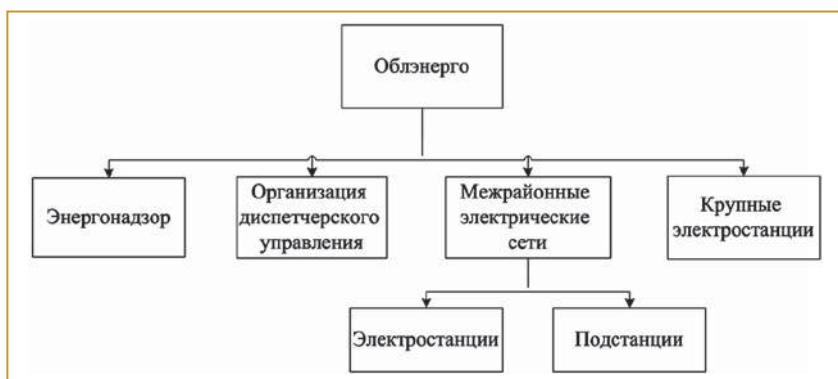 Облэнерго
Энергонадзор
Организация
диспетчерского
управления
Межрайонные
электрические
сети
Крупные
электростанции
Электростанции
Подстанции